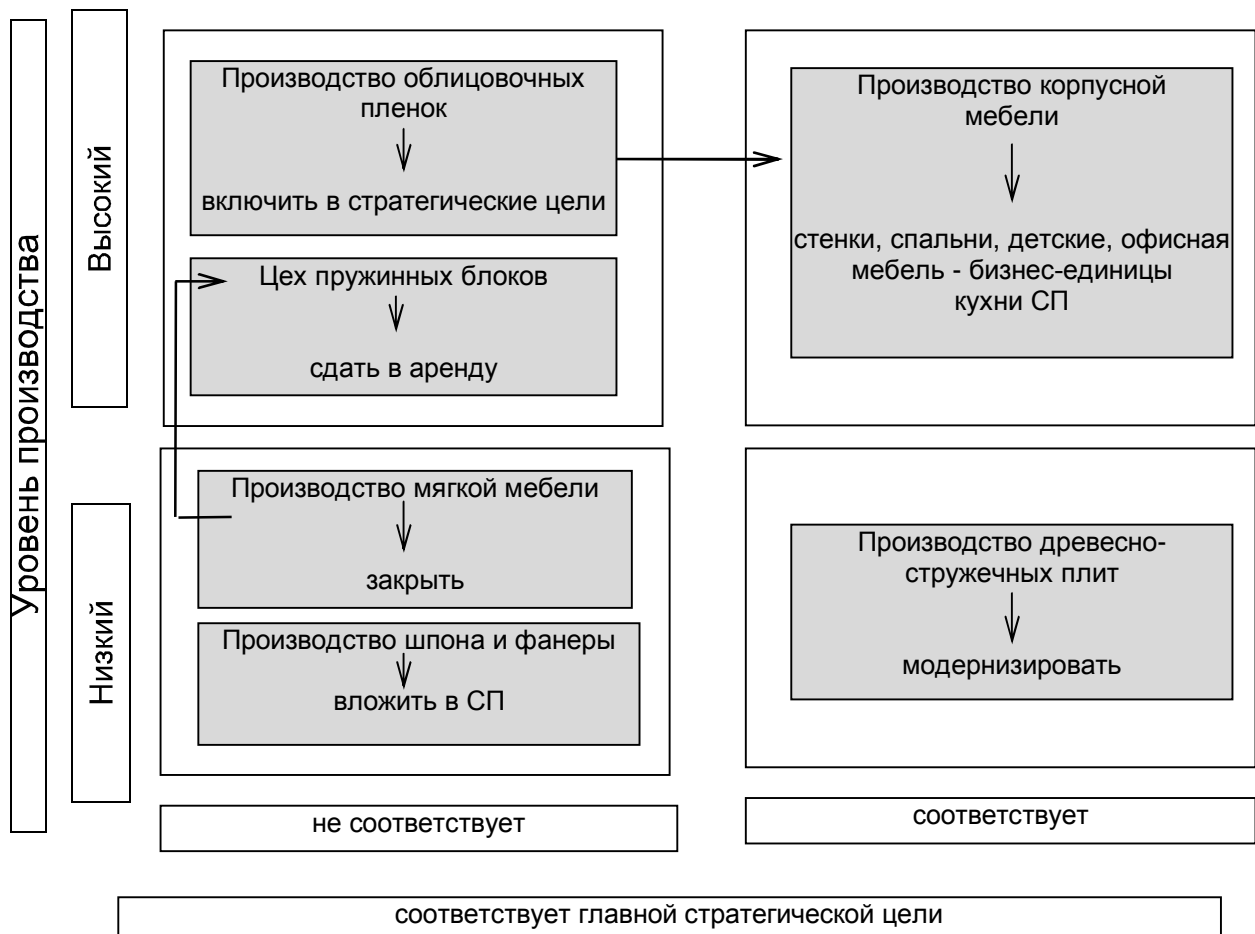 Уровень производства
Высокий
Производство облицовочных
пленок
включить в стратегические цели
Цех пружинных блоков
сдать в аренду
Производство корпусной
мебели
стенки, спальни, детские, офисная
мебель - бизнес-единицы
кухни СП
Низкий
Производство мягкой мебели
закрыть
Производство шпона и фанеры
вложить в СП
Производство древесно-
стружечных плит
модернизировать
не соответствует
соответствует
соответствует главной стратегической цели